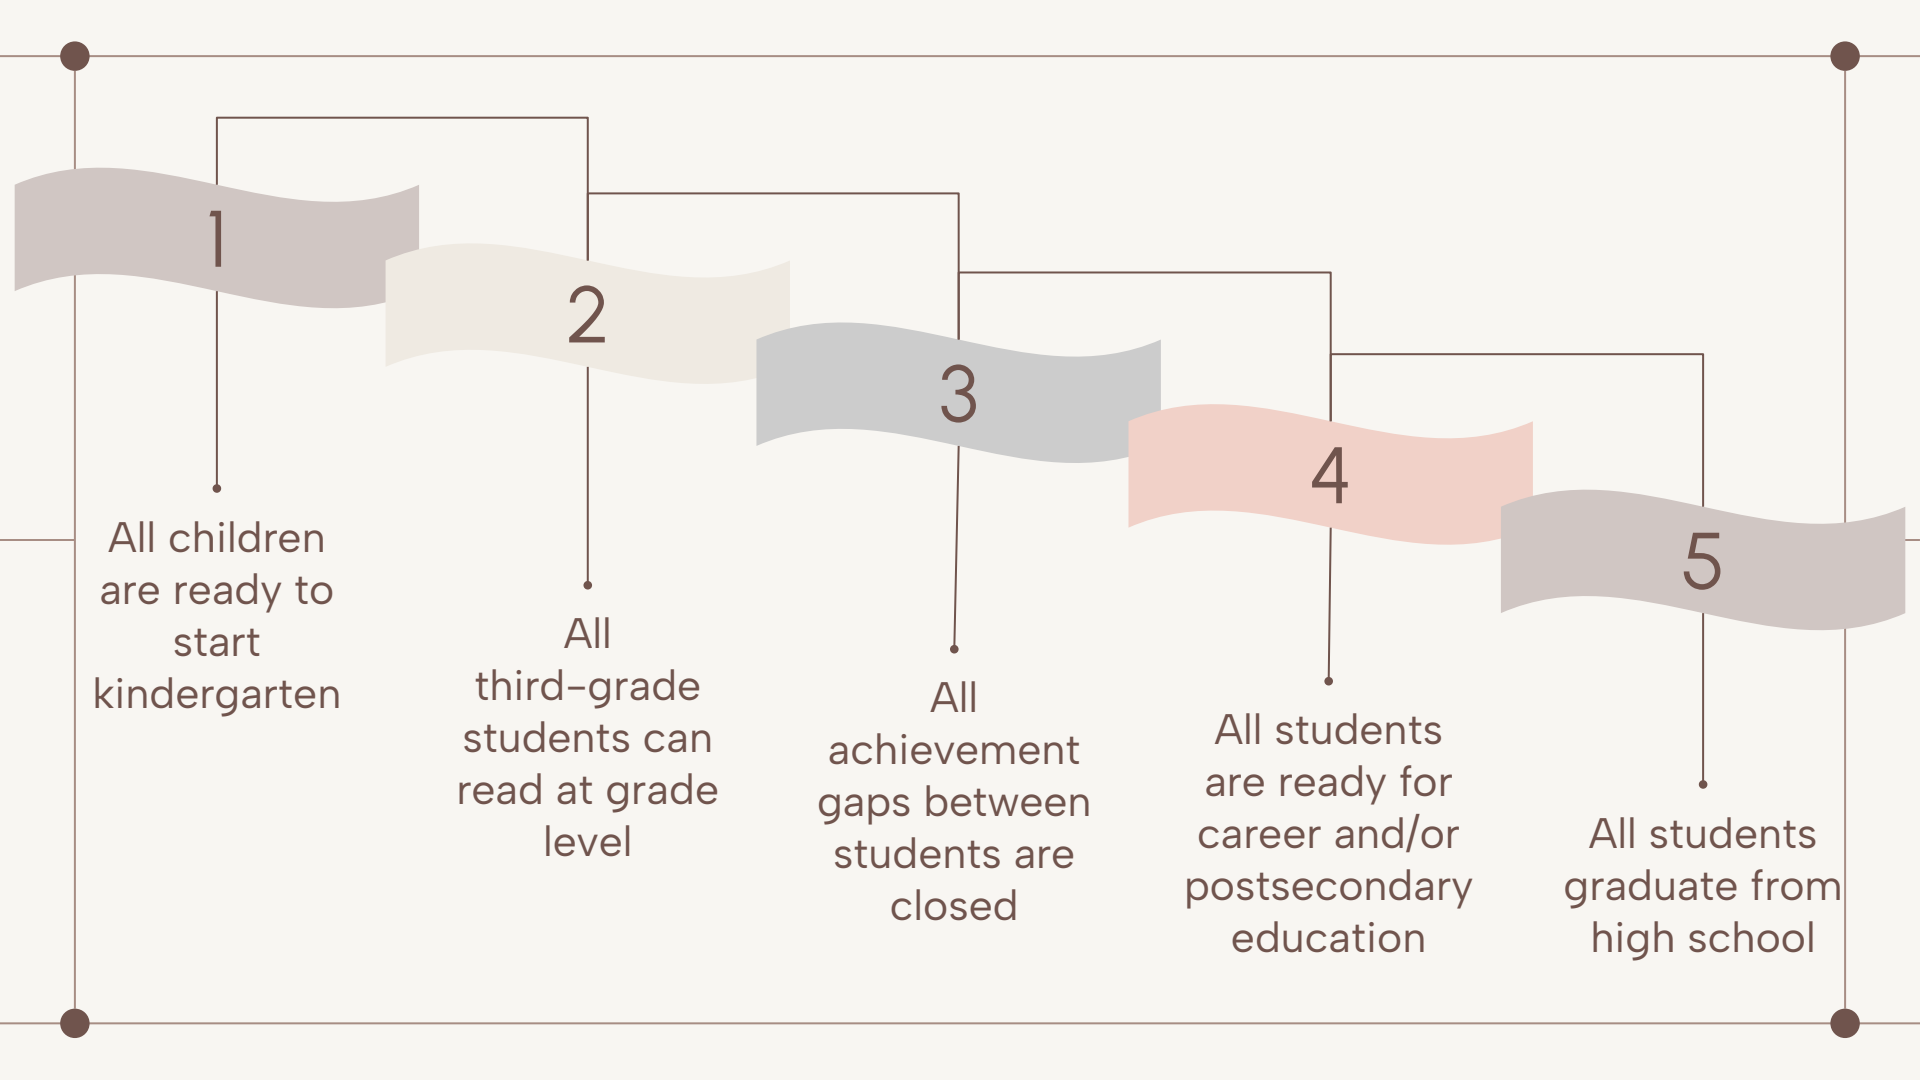 1
All children
are ready to
start
kindergarten
2
All
third-grade
students can
read at grade
level
3
All
achievement
gaps between
students are
closed
4
All students
are ready for
career and/or
postsecondary
education
5
All students
graduate from
high school